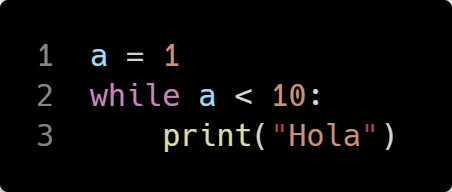 1 a = 1
2 while a < 10:
3     print("Hola")